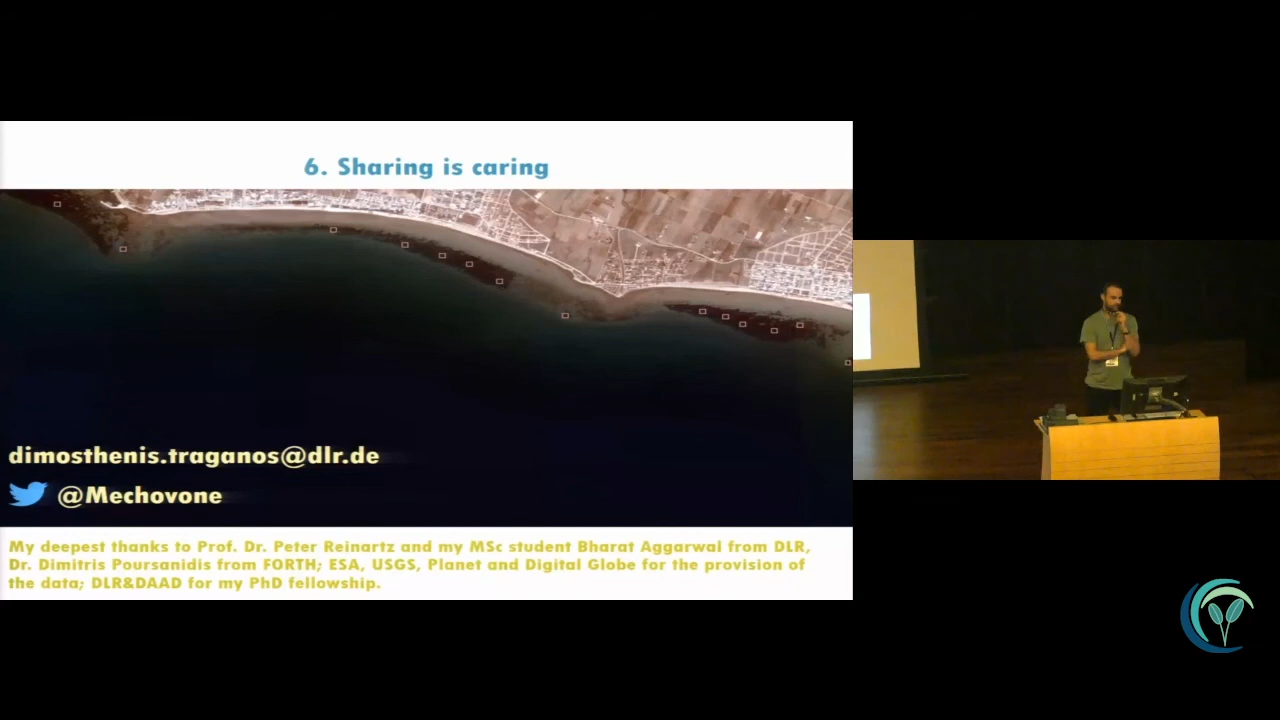 6. Sharing is caring
dimosthenis.traganos@dlr.de
@Mechovone
My deepest thanks to Prof. Dr. Peter Reinartz and my MSc student Bharat Aggarwal from DLR,
Dr. Dimitris Poursanidis from FORTH; ESA, USGS, Planet and Digital Globe for the provision of
the data; DLR&DAAD for my PhD fellowship.